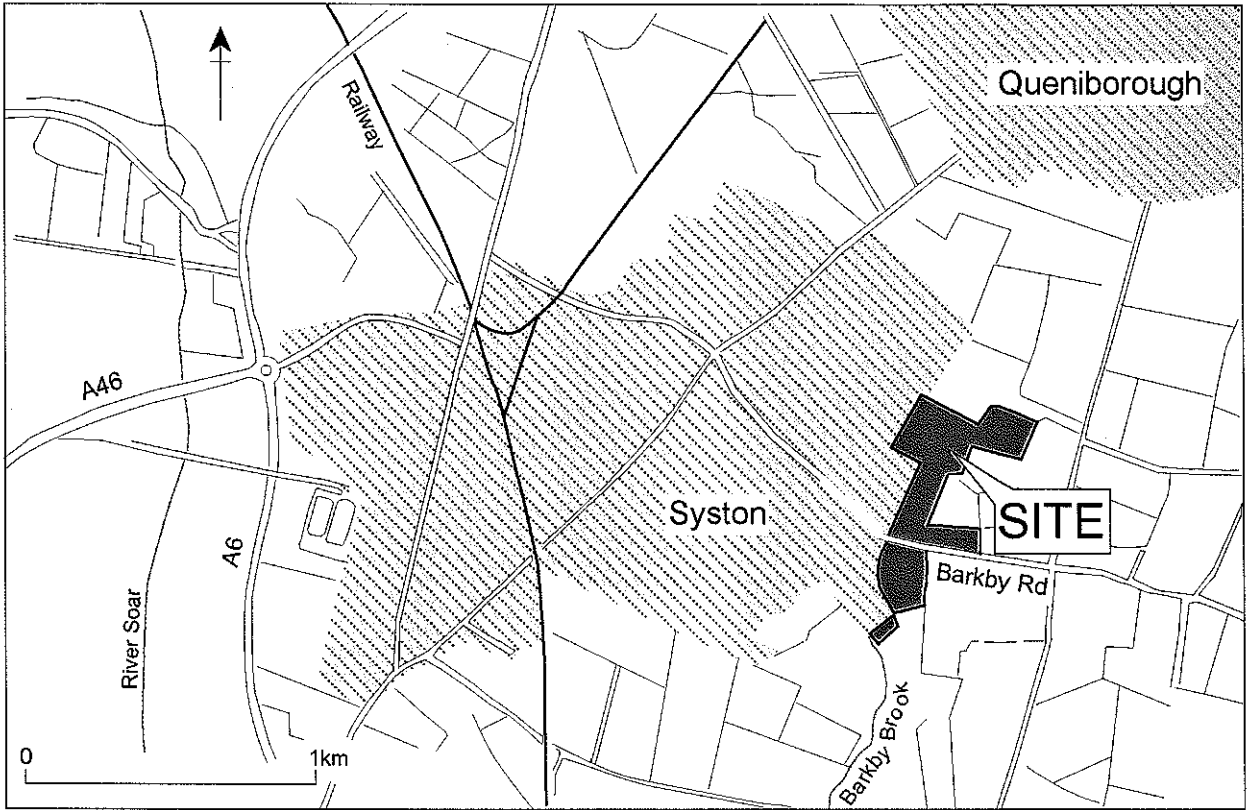 Queniborough
Railway
A46
Syston
SITE
A6
Barkby Rd
River Soar
Barkby Brook
0
1km